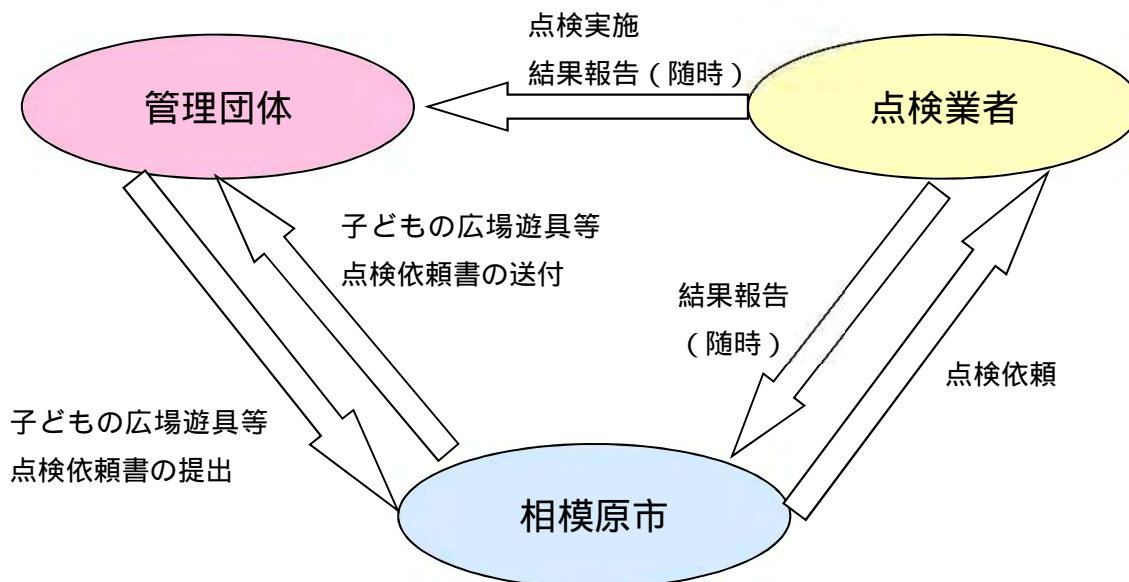 点検実施
結果報告（随時）
管理団体
点検業者
子どもの広場遊具等
点検依頼書の送付
結果報告
（随時）
点検依頼
子どもの広場遊具等
点検依頼書の提出
相模原市